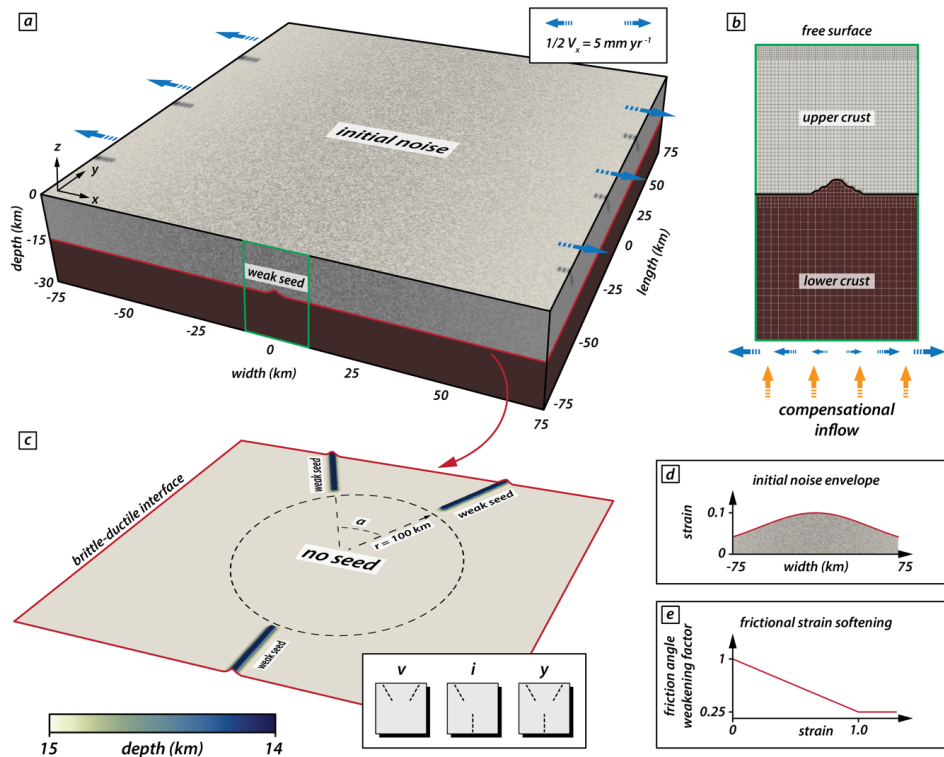 a
1/2 Vx = 5 mm yr -1
initial noise
z
y
x
0
-15
-30
depth (km)
weak seed
-75
-50
-25
0
25
50
75
width (km)
-75
-50
-25
0
25
50
75
length (km)
b
free surface
upper crust
lower crust
compensational
inflow
c
brittle-ductile interface
weak seed
weak seed
weak seed
a
r = 100 km
no seed
v
i
y
15
14
depth (km)
d
initial noise envelope
strain
0.1
0
-75
width (km)
75
e
frictional strain softening
friction angle
weakening factor
1
0.25
0
strain
1.0